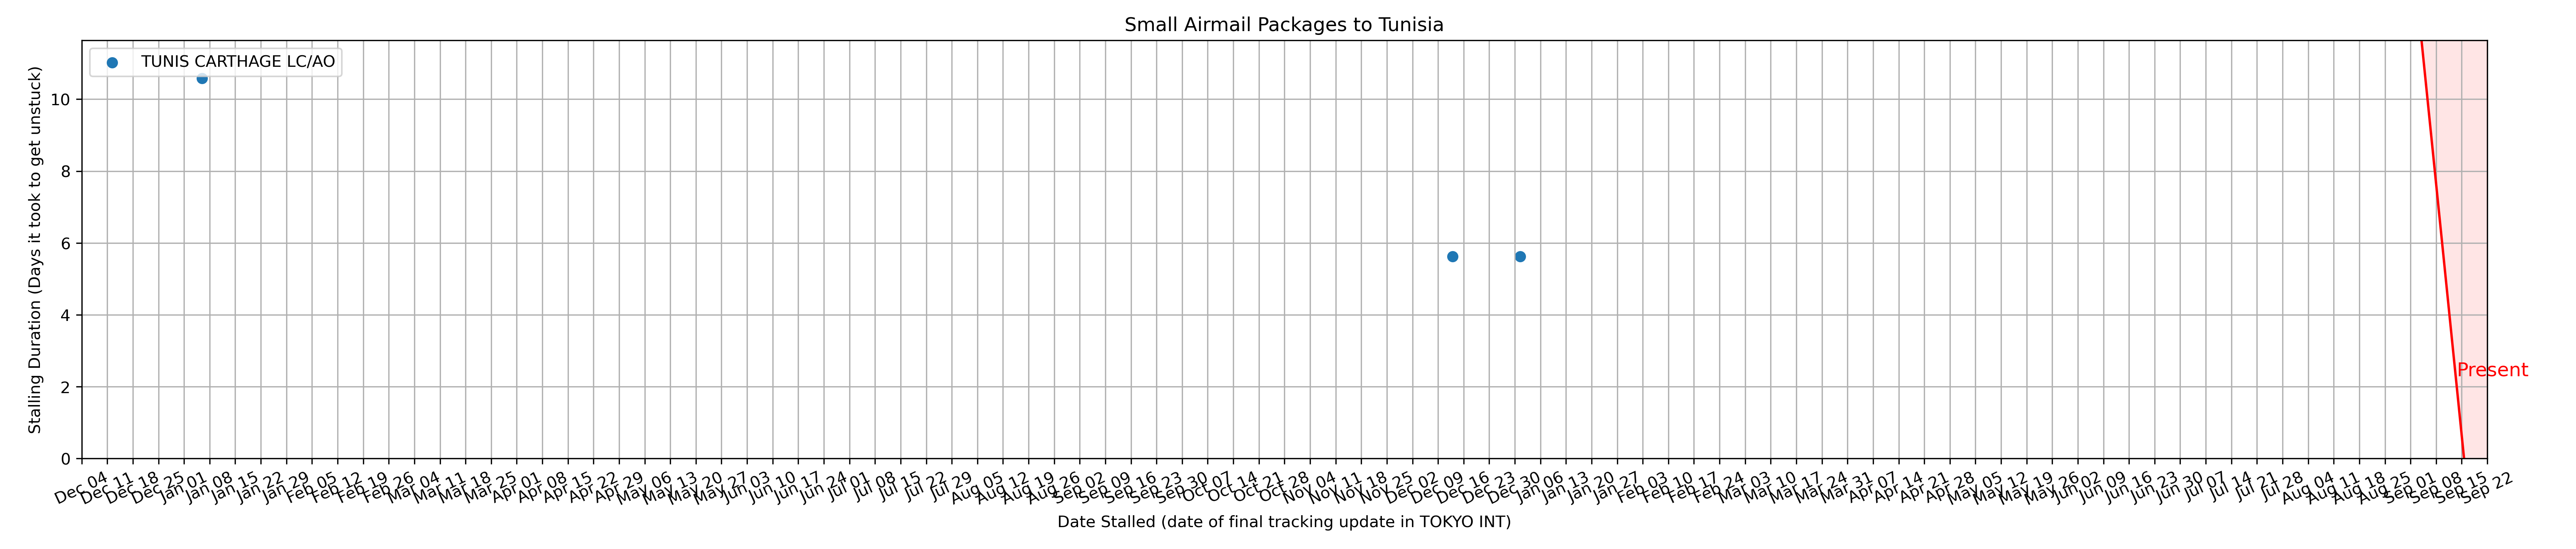 Small Airmail Packages to Tunisia
TUNIS CARTHAGE LC/AO
Stalling Duration (Days it took to get unstuck)
10
8
6
4
2
0
Present
Dec 04
Dec 11
Dec 18
Dec 25
Jan 01
Jan 08
Jan 15
Jan 22
Jan 29
Feb 05
Feb 12
Feb 19
Feb 26
Mar 04
Mar 11
Mar 18
Mar 25
Apr 01
Apr 08
Apr 15
Apr 22
Apr 29
May 06
May 13
May 20
May 27
Jun 03
Jun 10
Jun 17
Jun 24
Jul 01
Jul 08
Jul 15
Jul 22
Jul 29
Aug 05
Aug 12
Aug 19
Aug 26
Sep 02
Sep 09
Sep 16
Sep 23
Sep 30
Oct 07
Oct 14
Oct 21
Oct 28
Nov 04
Nov 11
Nov 18
Nov 25
Dec 02
Dec 09
Dec 16
Dec 23
Dec 30
Jan 06
Jan 13
Jan 20
Jan 27
Feb 03
Feb 10
Feb 17
Feb 24
Mar 03
Mar 10
Mar 17
Mar 24
Mar 31
Apr 07
Apr 14
Apr 21
Apr 28
May 05
May 12
May 19
May 26
Jun 02
Jun 09
Jun 16
Jun 23
Jun 30
Jul 07
Jul 14
Jul 21
Jul 28
Aug 04
Aug 11
Aug 18
Aug 25
Sep 01
Sep 08
Sep 15
Sep 22
Date Stalled (date of final tracking update in TOKYO INT)